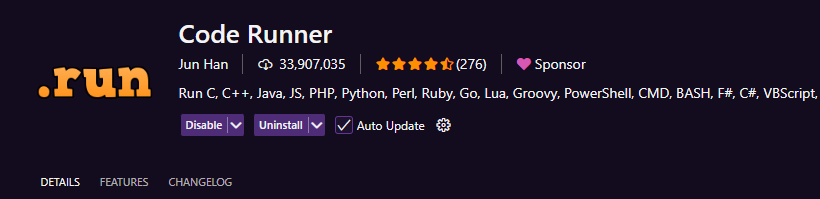 Code Runner
.run
Jun Han 33,907,035 (276) Sponsor
Run C, C++, Java, JS, PHP, Python, Perl, Ruby, Go, Lua, Groovy, PowerShell, CMD, BASH, F#, C#, VBScript,
Disable Uninstall Auto Update
DETAILS FEATURES CHANGELOG